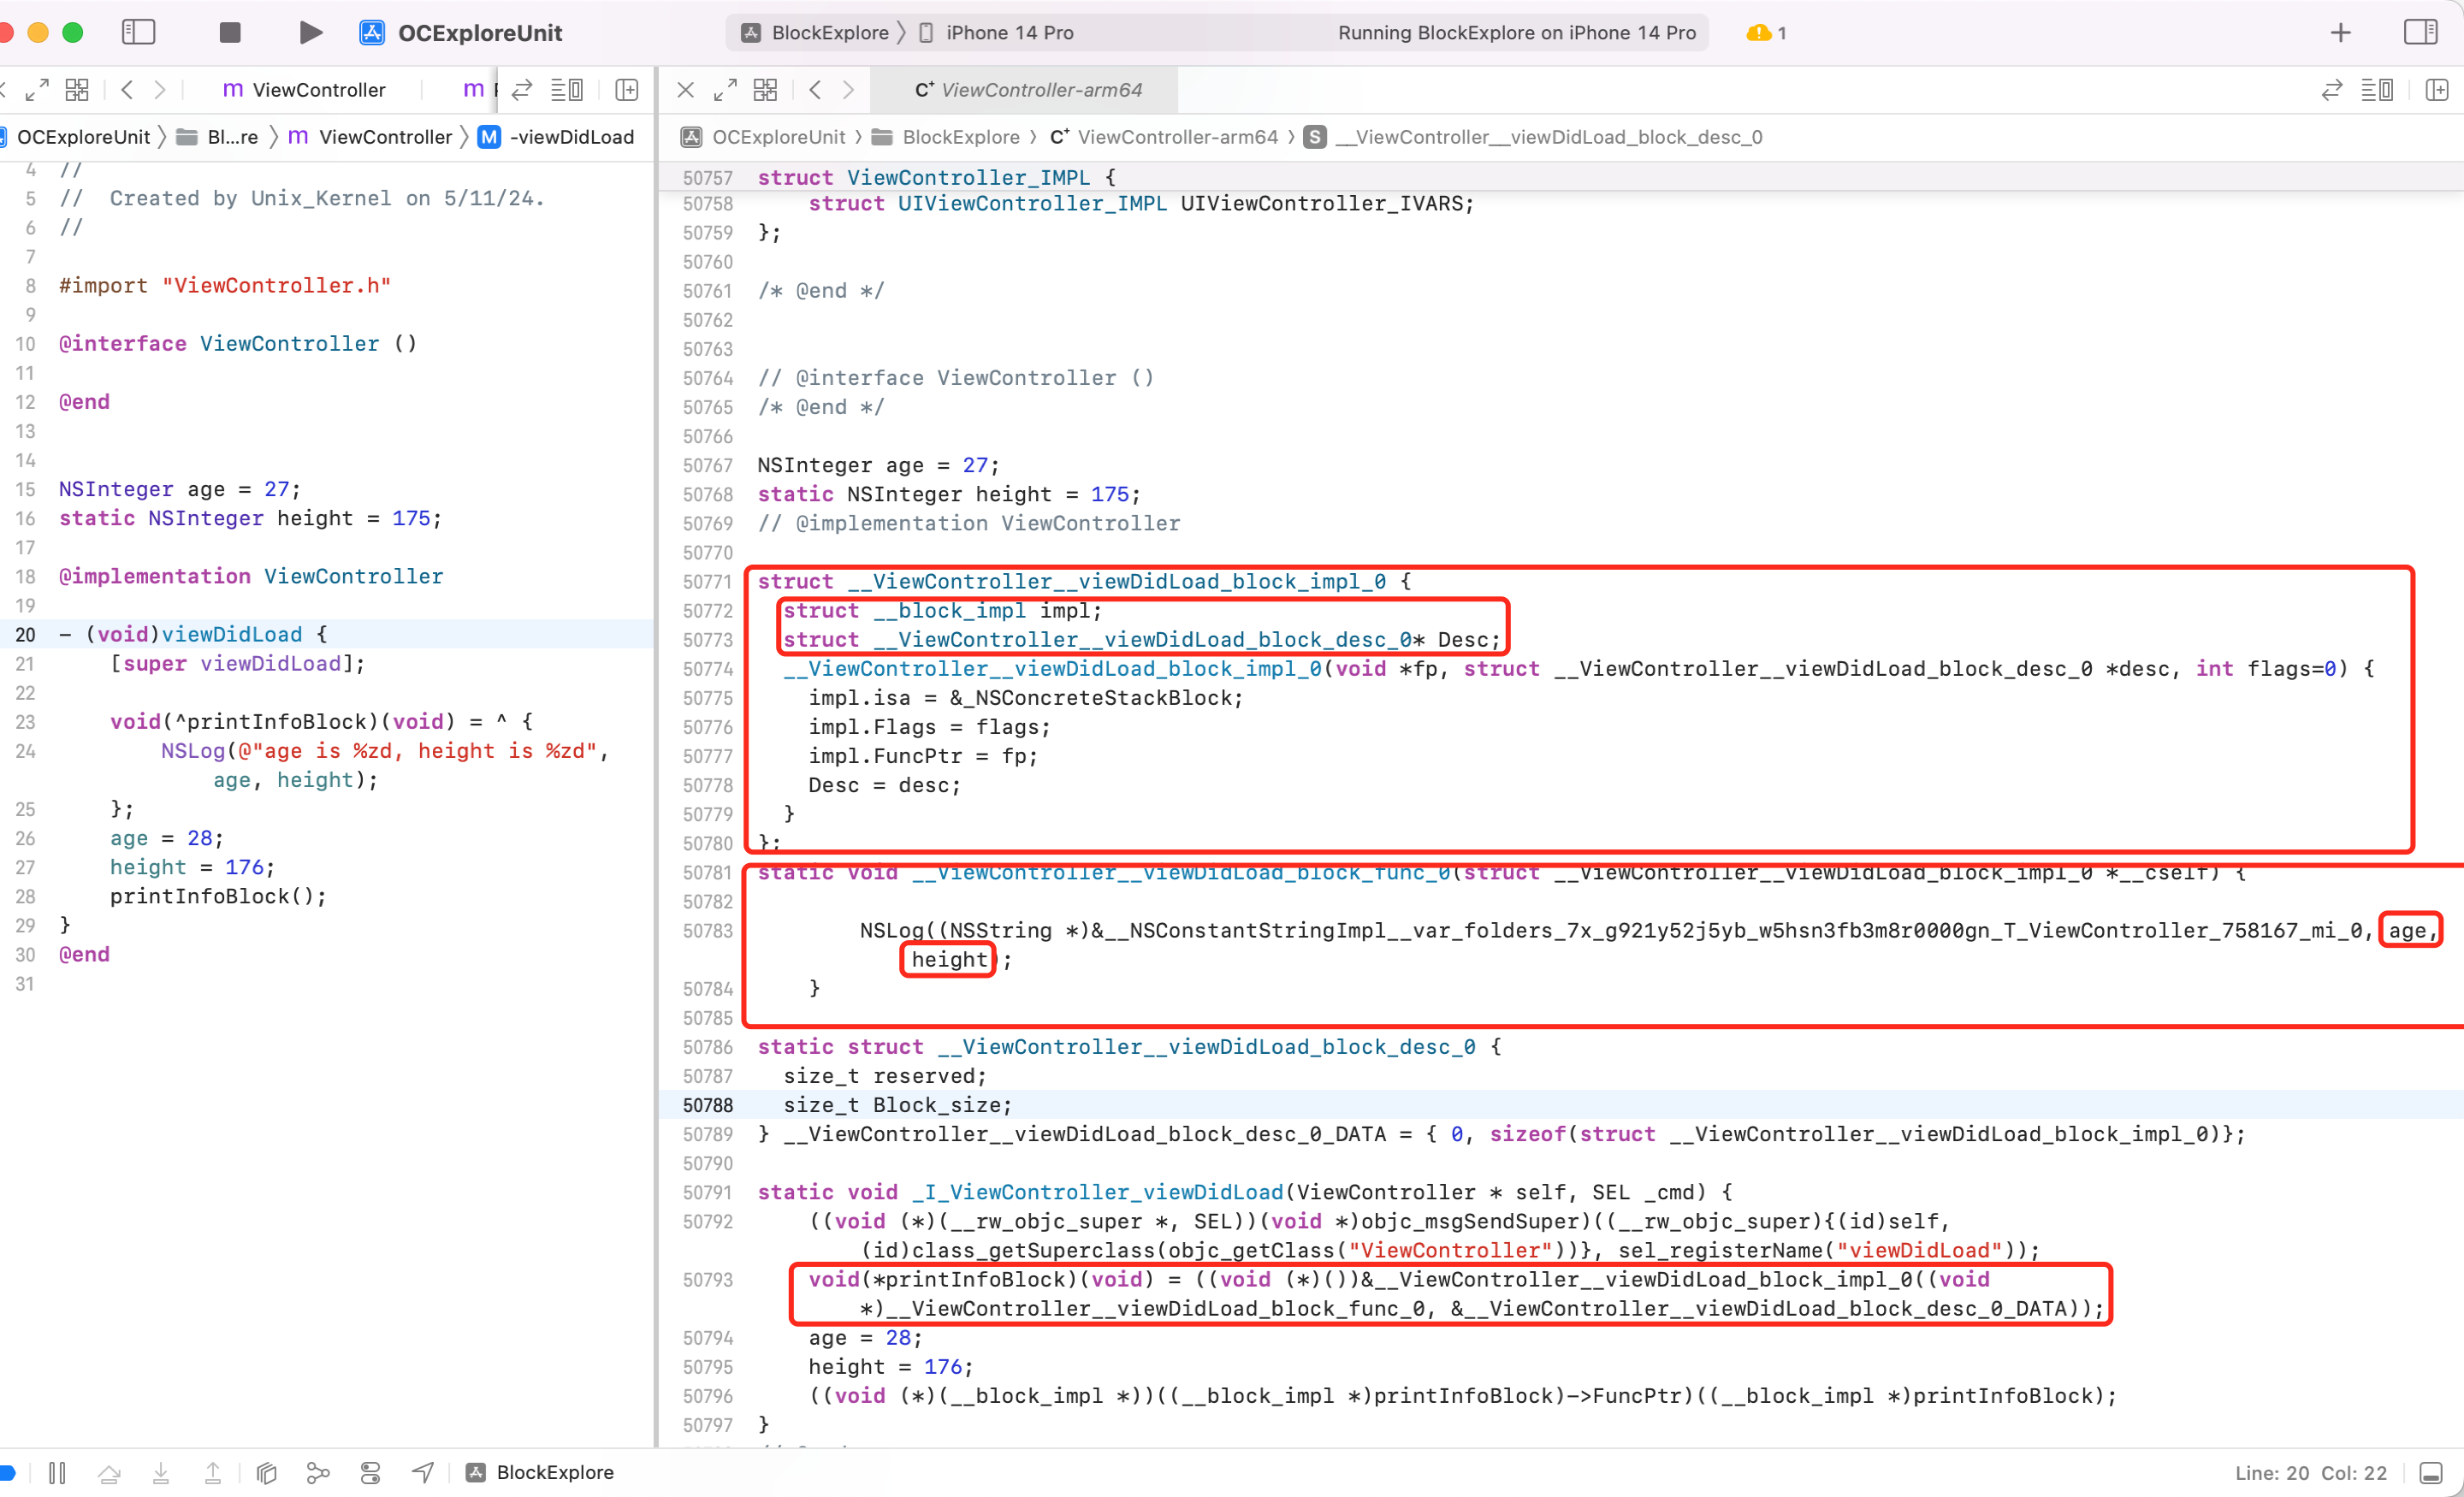 OCExploreUnit
BlockExplore 〉 iPhone 14 Pro
Running BlockExplore on iPhone 14 Pro
1
m ViewController
m
C⁺ ViewController-arm64
OCExploreUnit 〉 Bl...re 〉 m ViewController 〉 M -viewDidLoad
OCExploreUnit 〉 BlockExplore 〉 C⁺ ViewController-arm64 〉 S __ViewController__viewDidLoad_block_desc_0
4 //
5 //  Created by Unix_Kernel on 5/11/24.
6 //
7
8 #import "ViewController.h"
9
10 @interface ViewController ()
11
12 @end
13
14
15 NSInteger age = 27;
16 static NSInteger height = 175;
17
18 @implementation ViewController
19
20 - (void)viewDidLoad {
21     [super viewDidLoad];
22
23     void(^printInfoBlock)(void) = ^ {
24         NSLog(@"age is %zd, height is %zd",
age, height);
25     };
26     age = 28;
27     height = 176;
28     printInfoBlock();
29 }
30 @end
31
50757 struct ViewController_IMPL {
50758     struct UIViewController_IMPL UIViewController_IVARS;
50759 };
50760
50761 /* @end */
50762
50763
50764 // @interface ViewController ()
50765 /* @end */
50766
50767 NSInteger age = 27;
50768 static NSInteger height = 175;
50769 // @implementation ViewController
50770
50771 struct __ViewController__viewDidLoad_block_impl_0 {
50772   struct __block_impl impl;
50773   struct __ViewController__viewDidLoad_block_desc_0* Desc;
50774   __ViewController__viewDidLoad_block_impl_0(void *fp, struct __ViewController__viewDidLoad_block_desc_0 *desc, int flags=0) {
50775     impl.isa = &_NSConcreteStackBlock;
50776     impl.Flags = flags;
50777     impl.FuncPtr = fp;
50778     Desc = desc;
50779   }
50780 };
50781 static void __ViewController__viewDidLoad_block_func_0(struct __ViewController__viewDidLoad_block_impl_0 *__cself) {
50782
50783         NSLog((NSString *)&__NSConstantStringImpl__var_folders_7x_g921y52j5yb_w5hsn3fb3m8r0000gn_T_ViewController_758167_mi_0, age,
height);
50784     }
50785
50786 static struct __ViewController__viewDidLoad_block_desc_0 {
50787   size_t reserved;
50788   size_t Block_size;
50789 } __ViewController__viewDidLoad_block_desc_0_DATA = { 0, sizeof(struct __ViewController__viewDidLoad_block_impl_0)};
50790
50791 static void _I_ViewController_viewDidLoad(ViewController * self, SEL _cmd) {
50792     ((void (*)(__rw_objc_super *, SEL))(void *)objc_msgSendSuper)((__rw_objc_super){(id)self,
(id)class_getSuperclass(objc_getClass("ViewController"))}, sel_registerName("viewDidLoad"));
50793     void(*printInfoBlock)(void) = ((void (*)())&__ViewController__viewDidLoad_block_impl_0((void
*)__ViewController__viewDidLoad_block_func_0, &__ViewController__viewDidLoad_block_desc_0_DATA));
50794     age = 28;
50795     height = 176;
50796     ((void (*)(__block_impl *))((__block_impl *)printInfoBlock)->FuncPtr)((__block_impl *)printInfoBlock);
50797 }
BlockExplore
Line: 20  Col: 22